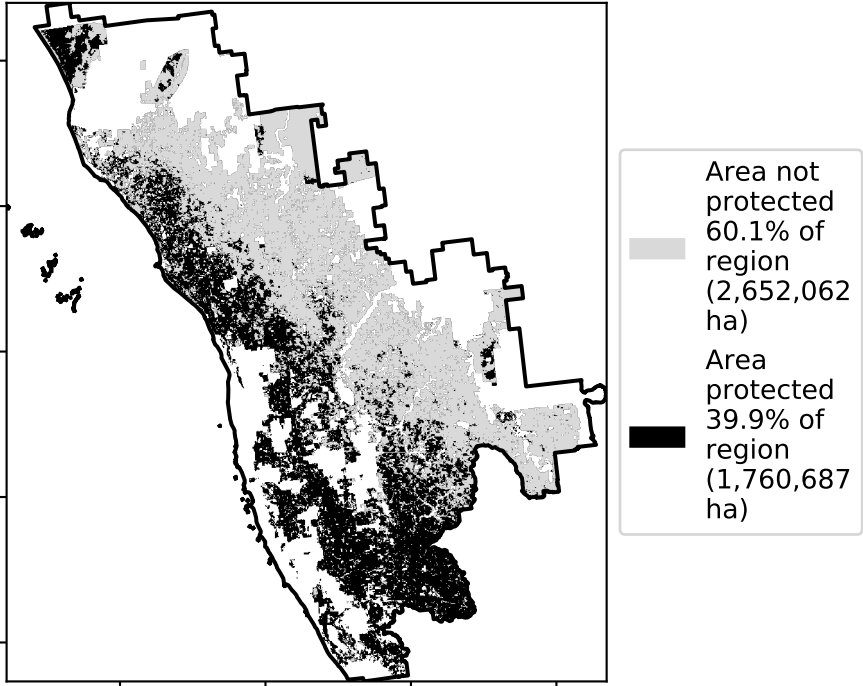 Area not
protected
60.1% of
region
(2,652,062
ha)
Area
protected
39.9% of
region
(1,760,687
ha)